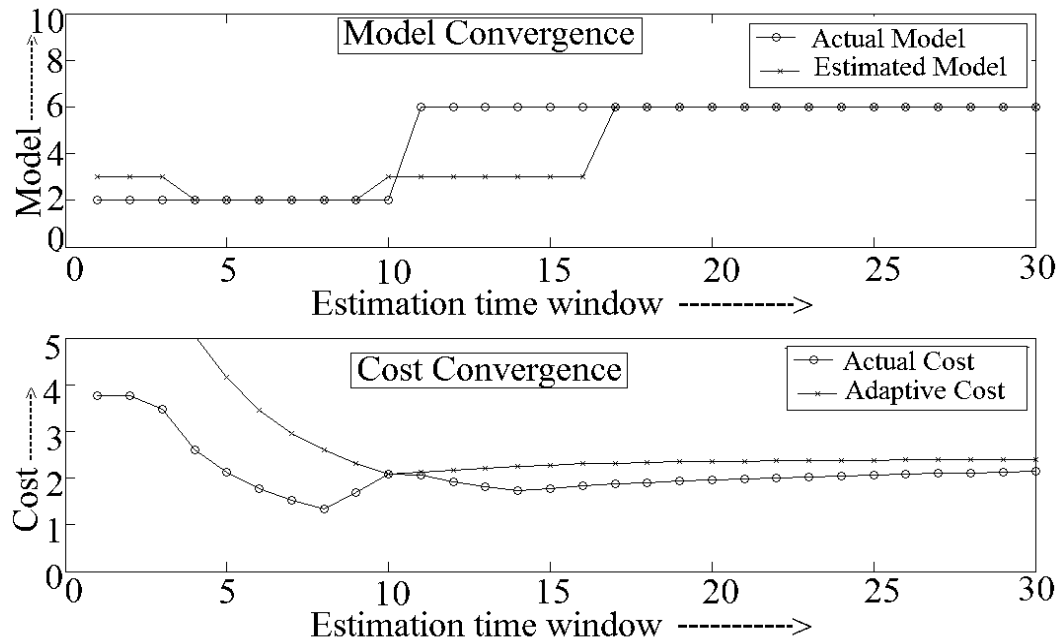 10
8
6
4
2
0
Model
Model Convergence
Actual Model
Estimated Model
0 5 10 15 20 25 30
Estimation time window
5
4
3
2
1
0
Cost
Cost Convergence
Actual Cost
Adaptive Cost
0 5 10 15 20 25 30
Estimation time window